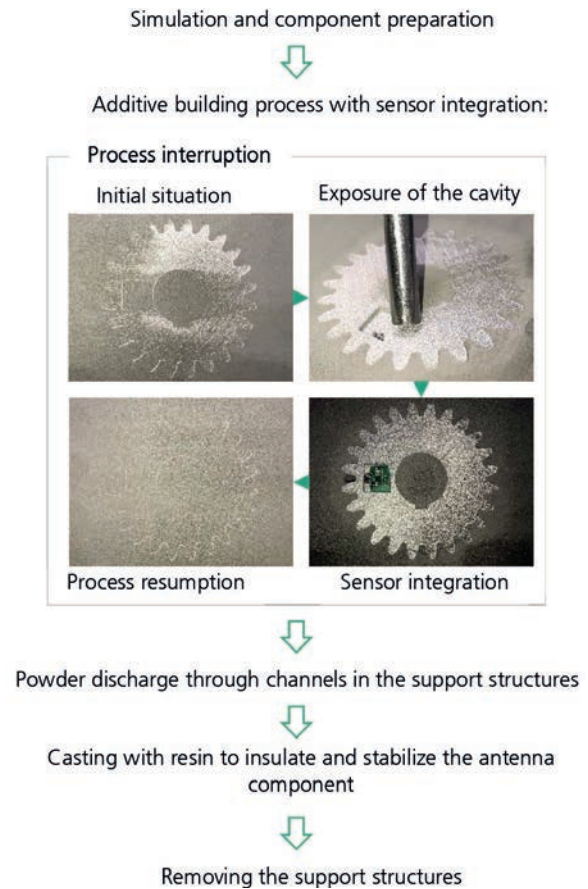 Simulation and component preparation
Additive building process with sensor integration:
Process interruption
Initial situation
Exposure of the cavity
Process resumption
Sensor integration
Powder discharge through channels in the support structures
Casting with resin to insulate and stabilize the antenna
component
Removing the support structures